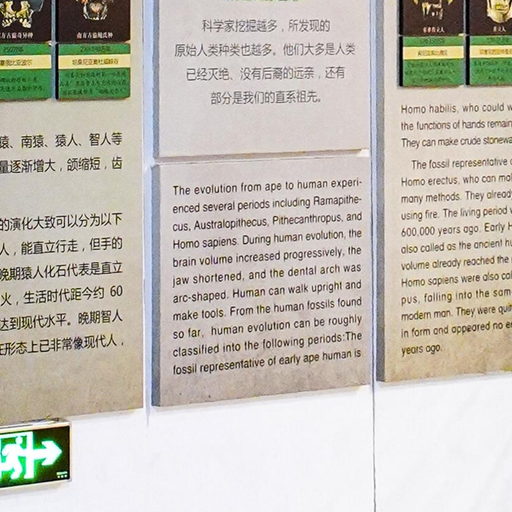 科学家挖掘越多，所发现的
原始人类种类也越多。他们大多是人类
已经灭绝、没有后裔的远亲，还有
部分是我们的直系祖先。
猿、南猿、猿人、智人等
量逐渐增大，颌缩短，齿
的演化大致可以分为以下
人，能直立行走，但手的
晚期猿人化石代表是直立
火，生活时代距今约 60
达到现代水平。晚期智人
在形态上已非常像现代人，
The evolution from ape to human experi-
enced several periods including Ramapithe-
cus, Australopithecus, Pithecanthropus, and
Homo sapiens. During human evolution, the
brain volume increased progressively, the
jaw shortened, and the dental arch was
arc-shaped. Human can walk upright and
make tools. From the human fossils found
so far, human evolution can be roughly
classified into the following periods:The
fossil representative of early ape human is
Homo habilis, who could w
the functions of hands remain
They can make crude stonewa
The fossil representative o
Homo erectus, who can mak
many methods. They already
using fire. The living period w
600,000 years ago. Early H
also called as the ancient hu
volume already reached the m
Homo sapiens were also cal
pus, falling into the same
modern man. They were quit
in form and appeared no ea
years ago.